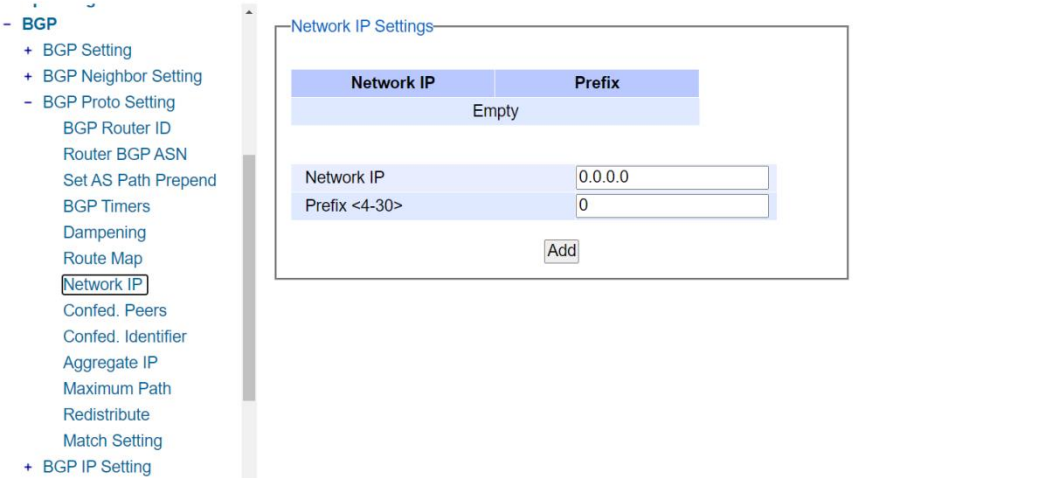 - BGP
+ BGP Setting
+ BGP Neighbor Setting
- BGP Proto Setting
BGP Router ID
Router BGP ASN
Set AS Path Prepend
BGP Timers
Dampening
Route Map
Network IP
Confed. Peers
Confed. Identifier
Aggregate IP
Maximum Path
Redistribute
Match Setting
+ BGP IP Setting
Network IP Settings
Network IP Prefix
Empty
Network IP 0.0.0.0
Prefix <4-30> 0
Add